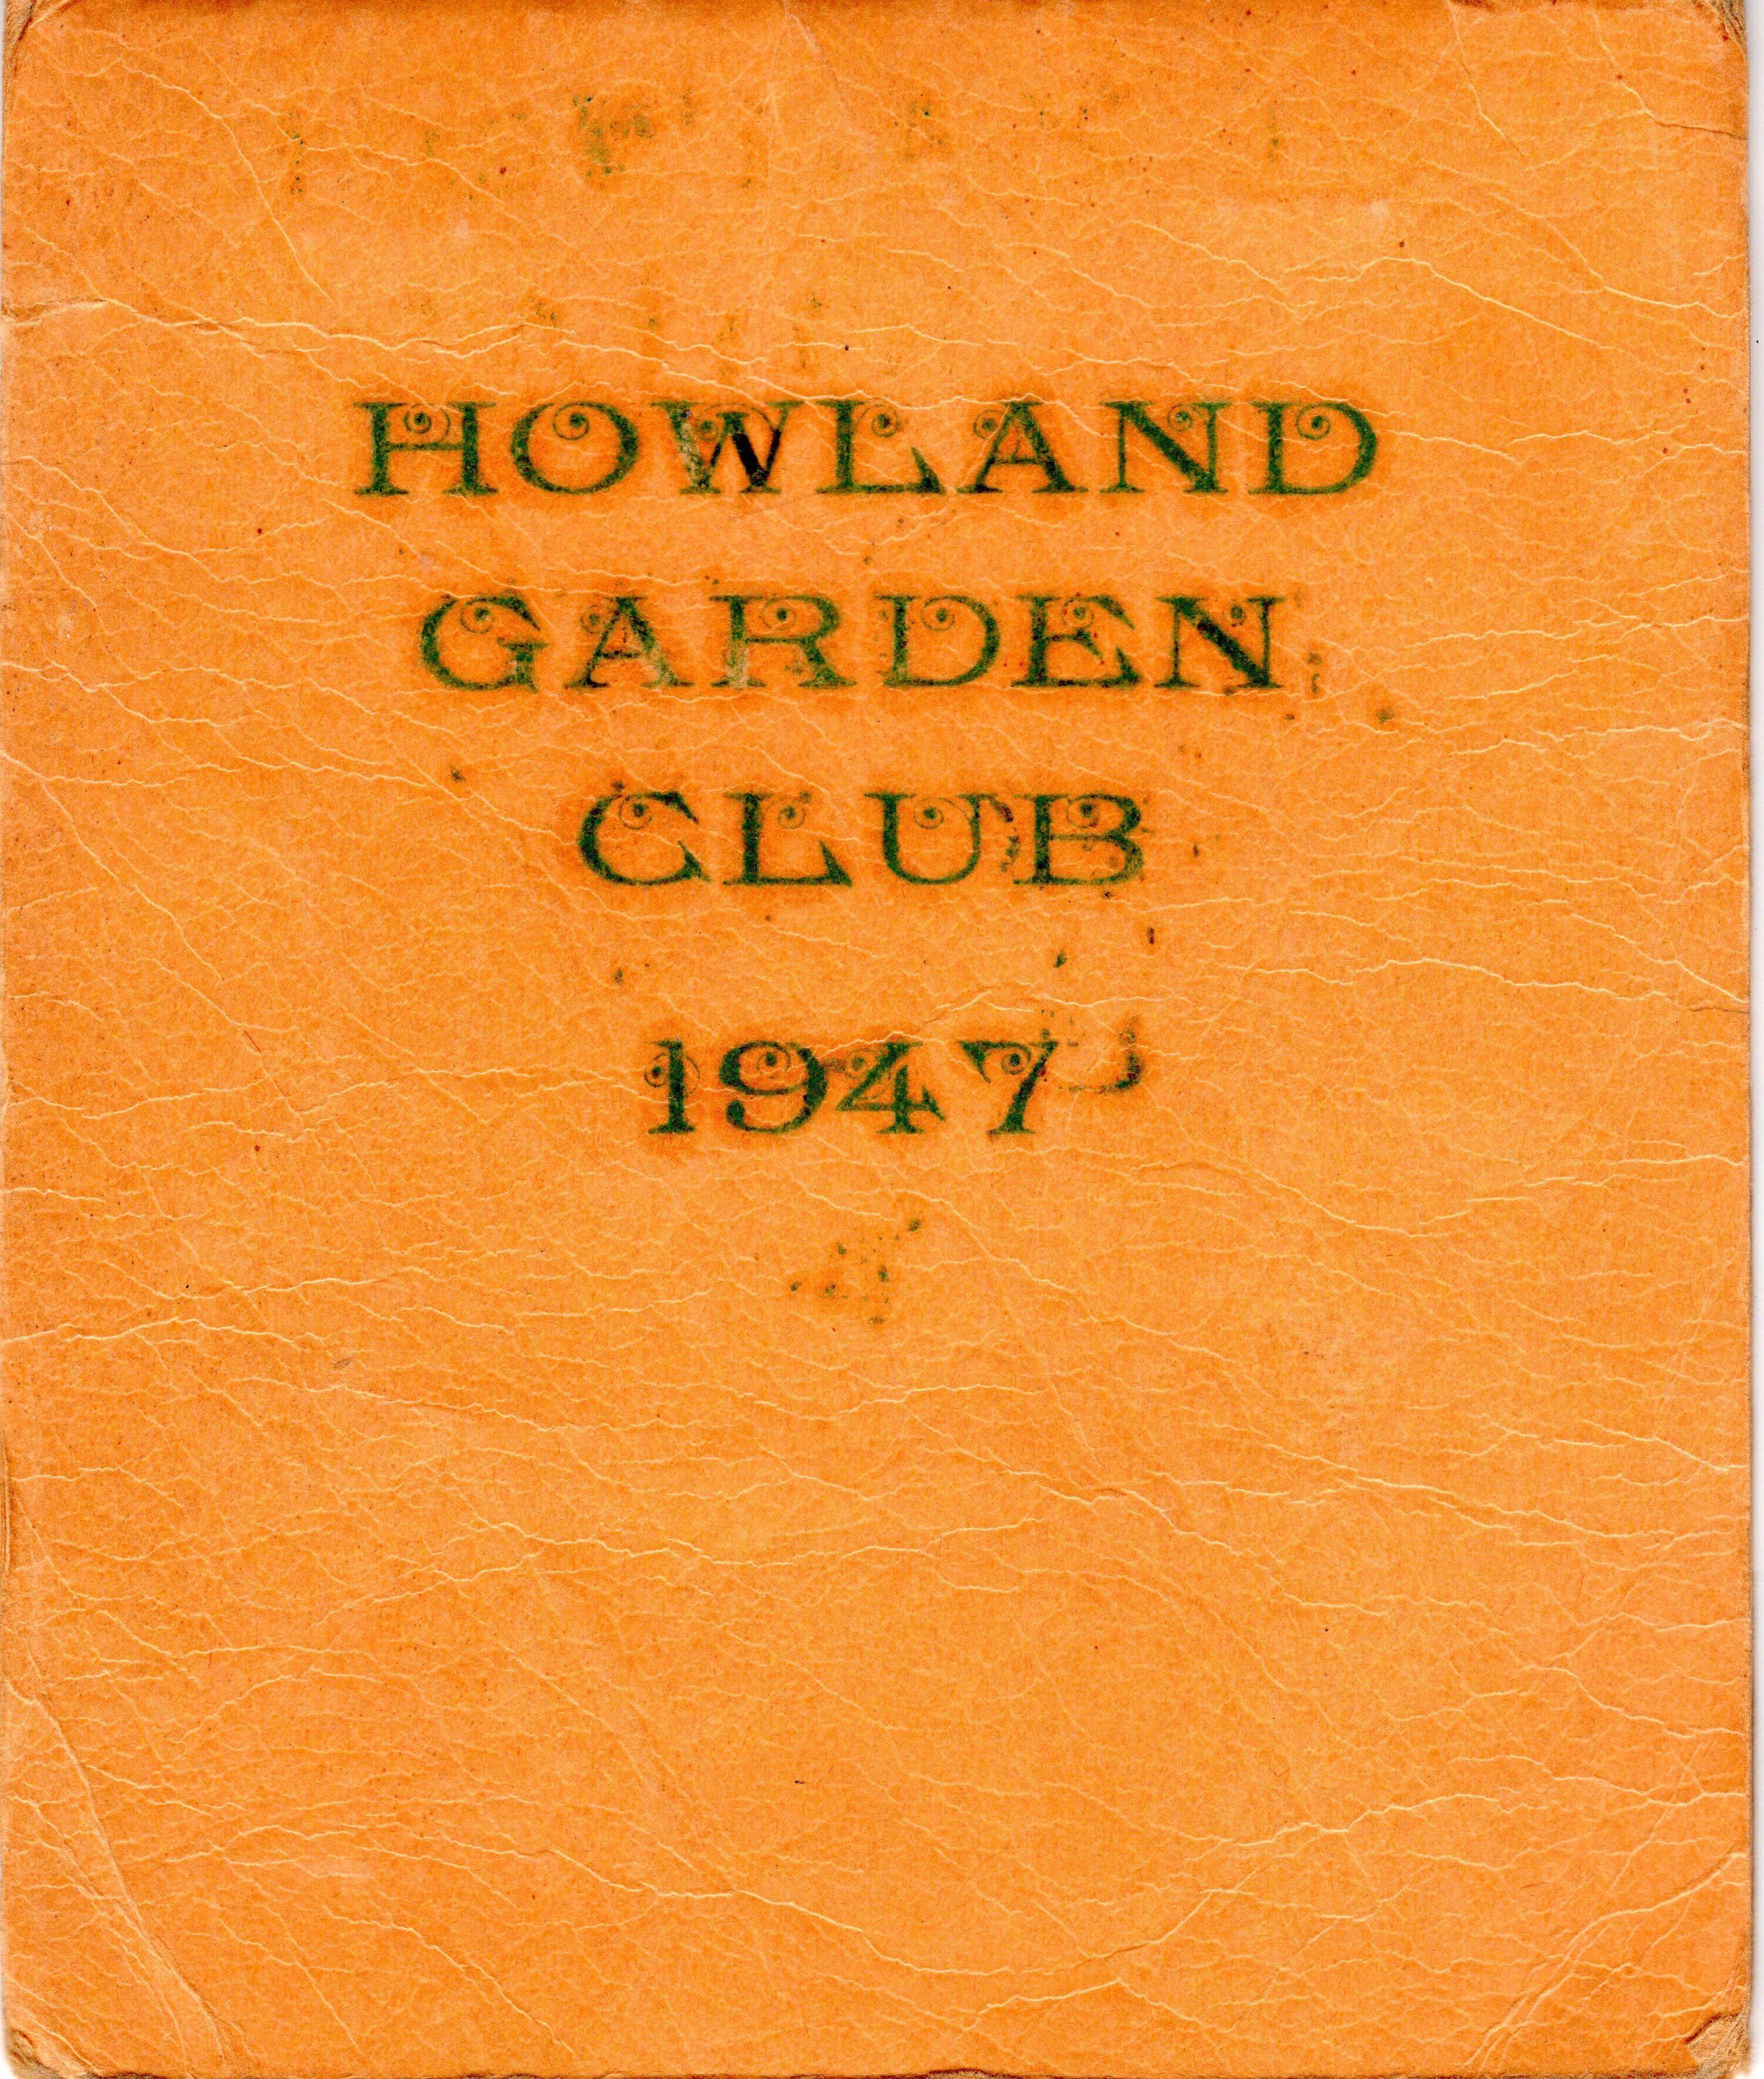 HOWLAND
GARDEN
CLUB
1947